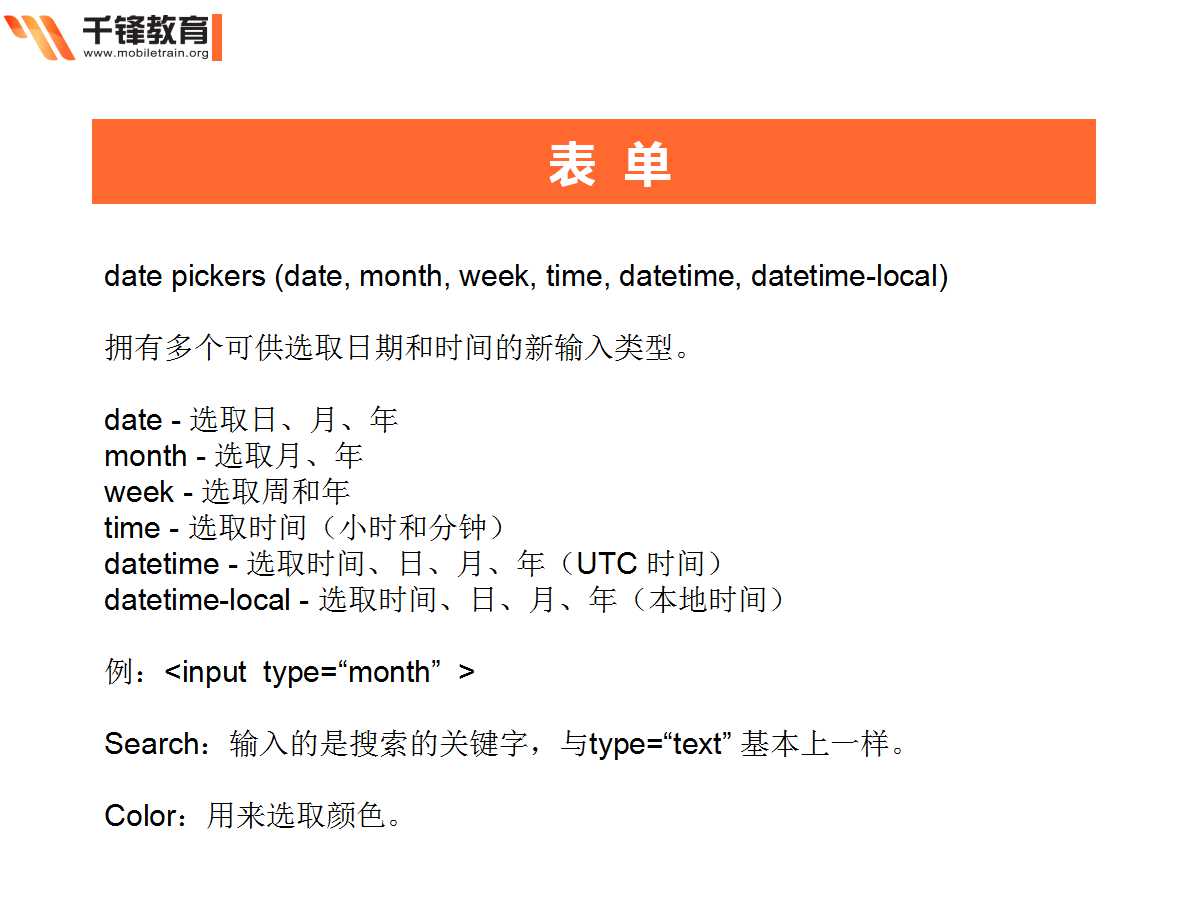 千锋教育
www.mobiletrain.org
表 单
date pickers (date, month, week, time, datetime, datetime-local)
拥有多个可供选取日期和时间的新输入类型。
date - 选取日、月、年
month - 选取月、年
week - 选取周和年
time - 选取时间（小时和分钟）
datetime - 选取时间、日、月、年（UTC 时间）
datetime-local - 选取时间、日、月、年（本地时间）
例：<input  type=“month”  >
Search：输入的是搜索的关键字，与type=“text” 基本上一样。
Color：用来选取颜色。